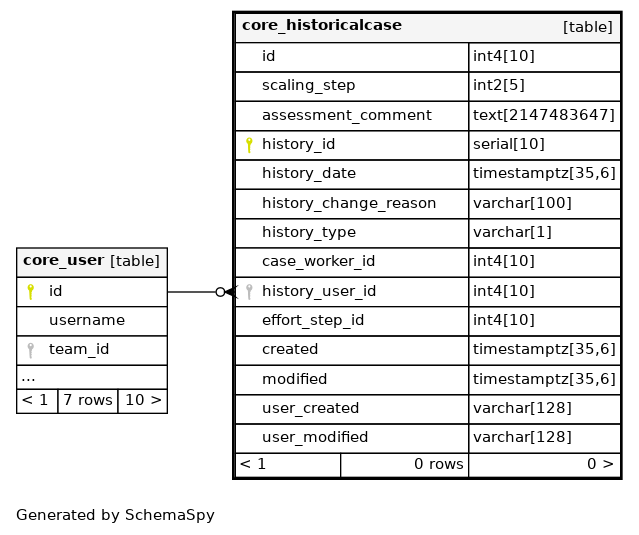 core_historicalcase [table]
id int4[10]
scaling_step int2[5]
assessment_comment text[2147483647]
history_id serial[10]
history_date timestamptz[35,6]
history_change_reason varchar[100]
history_type varchar[1]
case_worker_id int4[10]
history_user_id int4[10]
effort_step_id int4[10]
created timestamptz[35,6]
modified timestamptz[35,6]
user_created varchar[128]
user_modified varchar[128]
< 1 0 rows 0 >
core_user [table]
id
username
team_id
...
< 1 7 rows 10 >
Generated by SchemaSpy